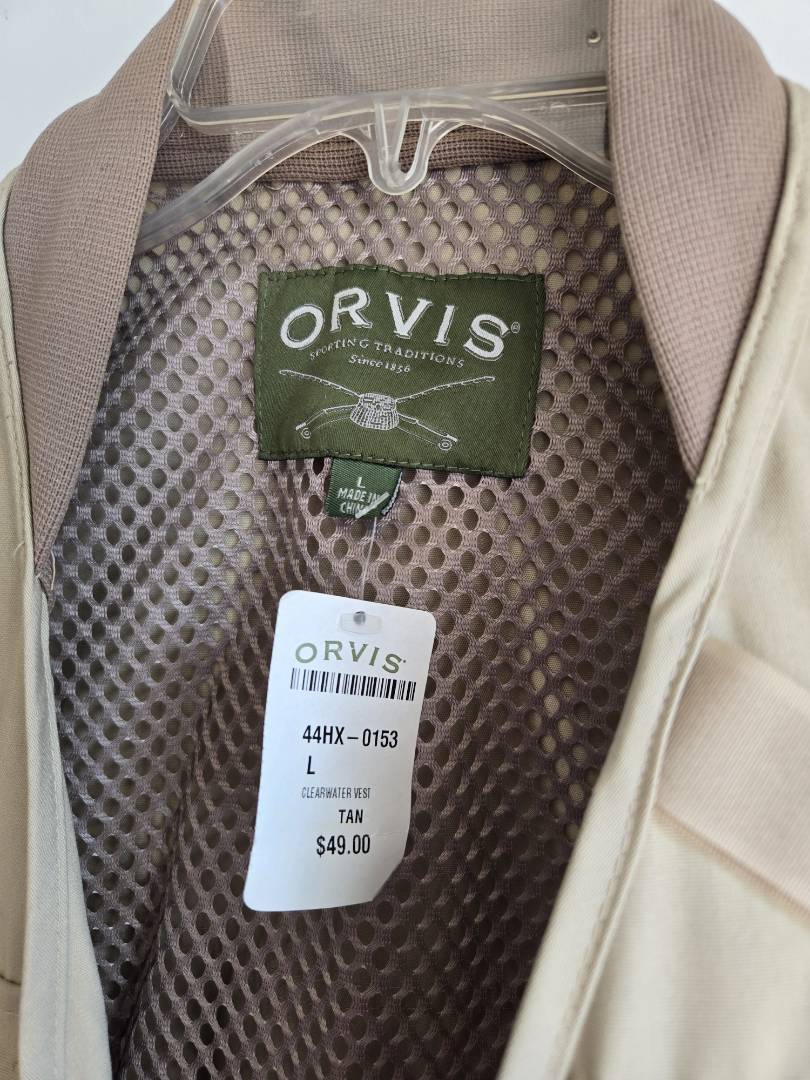 ORVIS®
SPORTING TRADITIONS
Since 1856
L
MADE IN
CHINA
ORVIS
44HX-0153
L
CLEARWATER VEST
TAN
$49.00